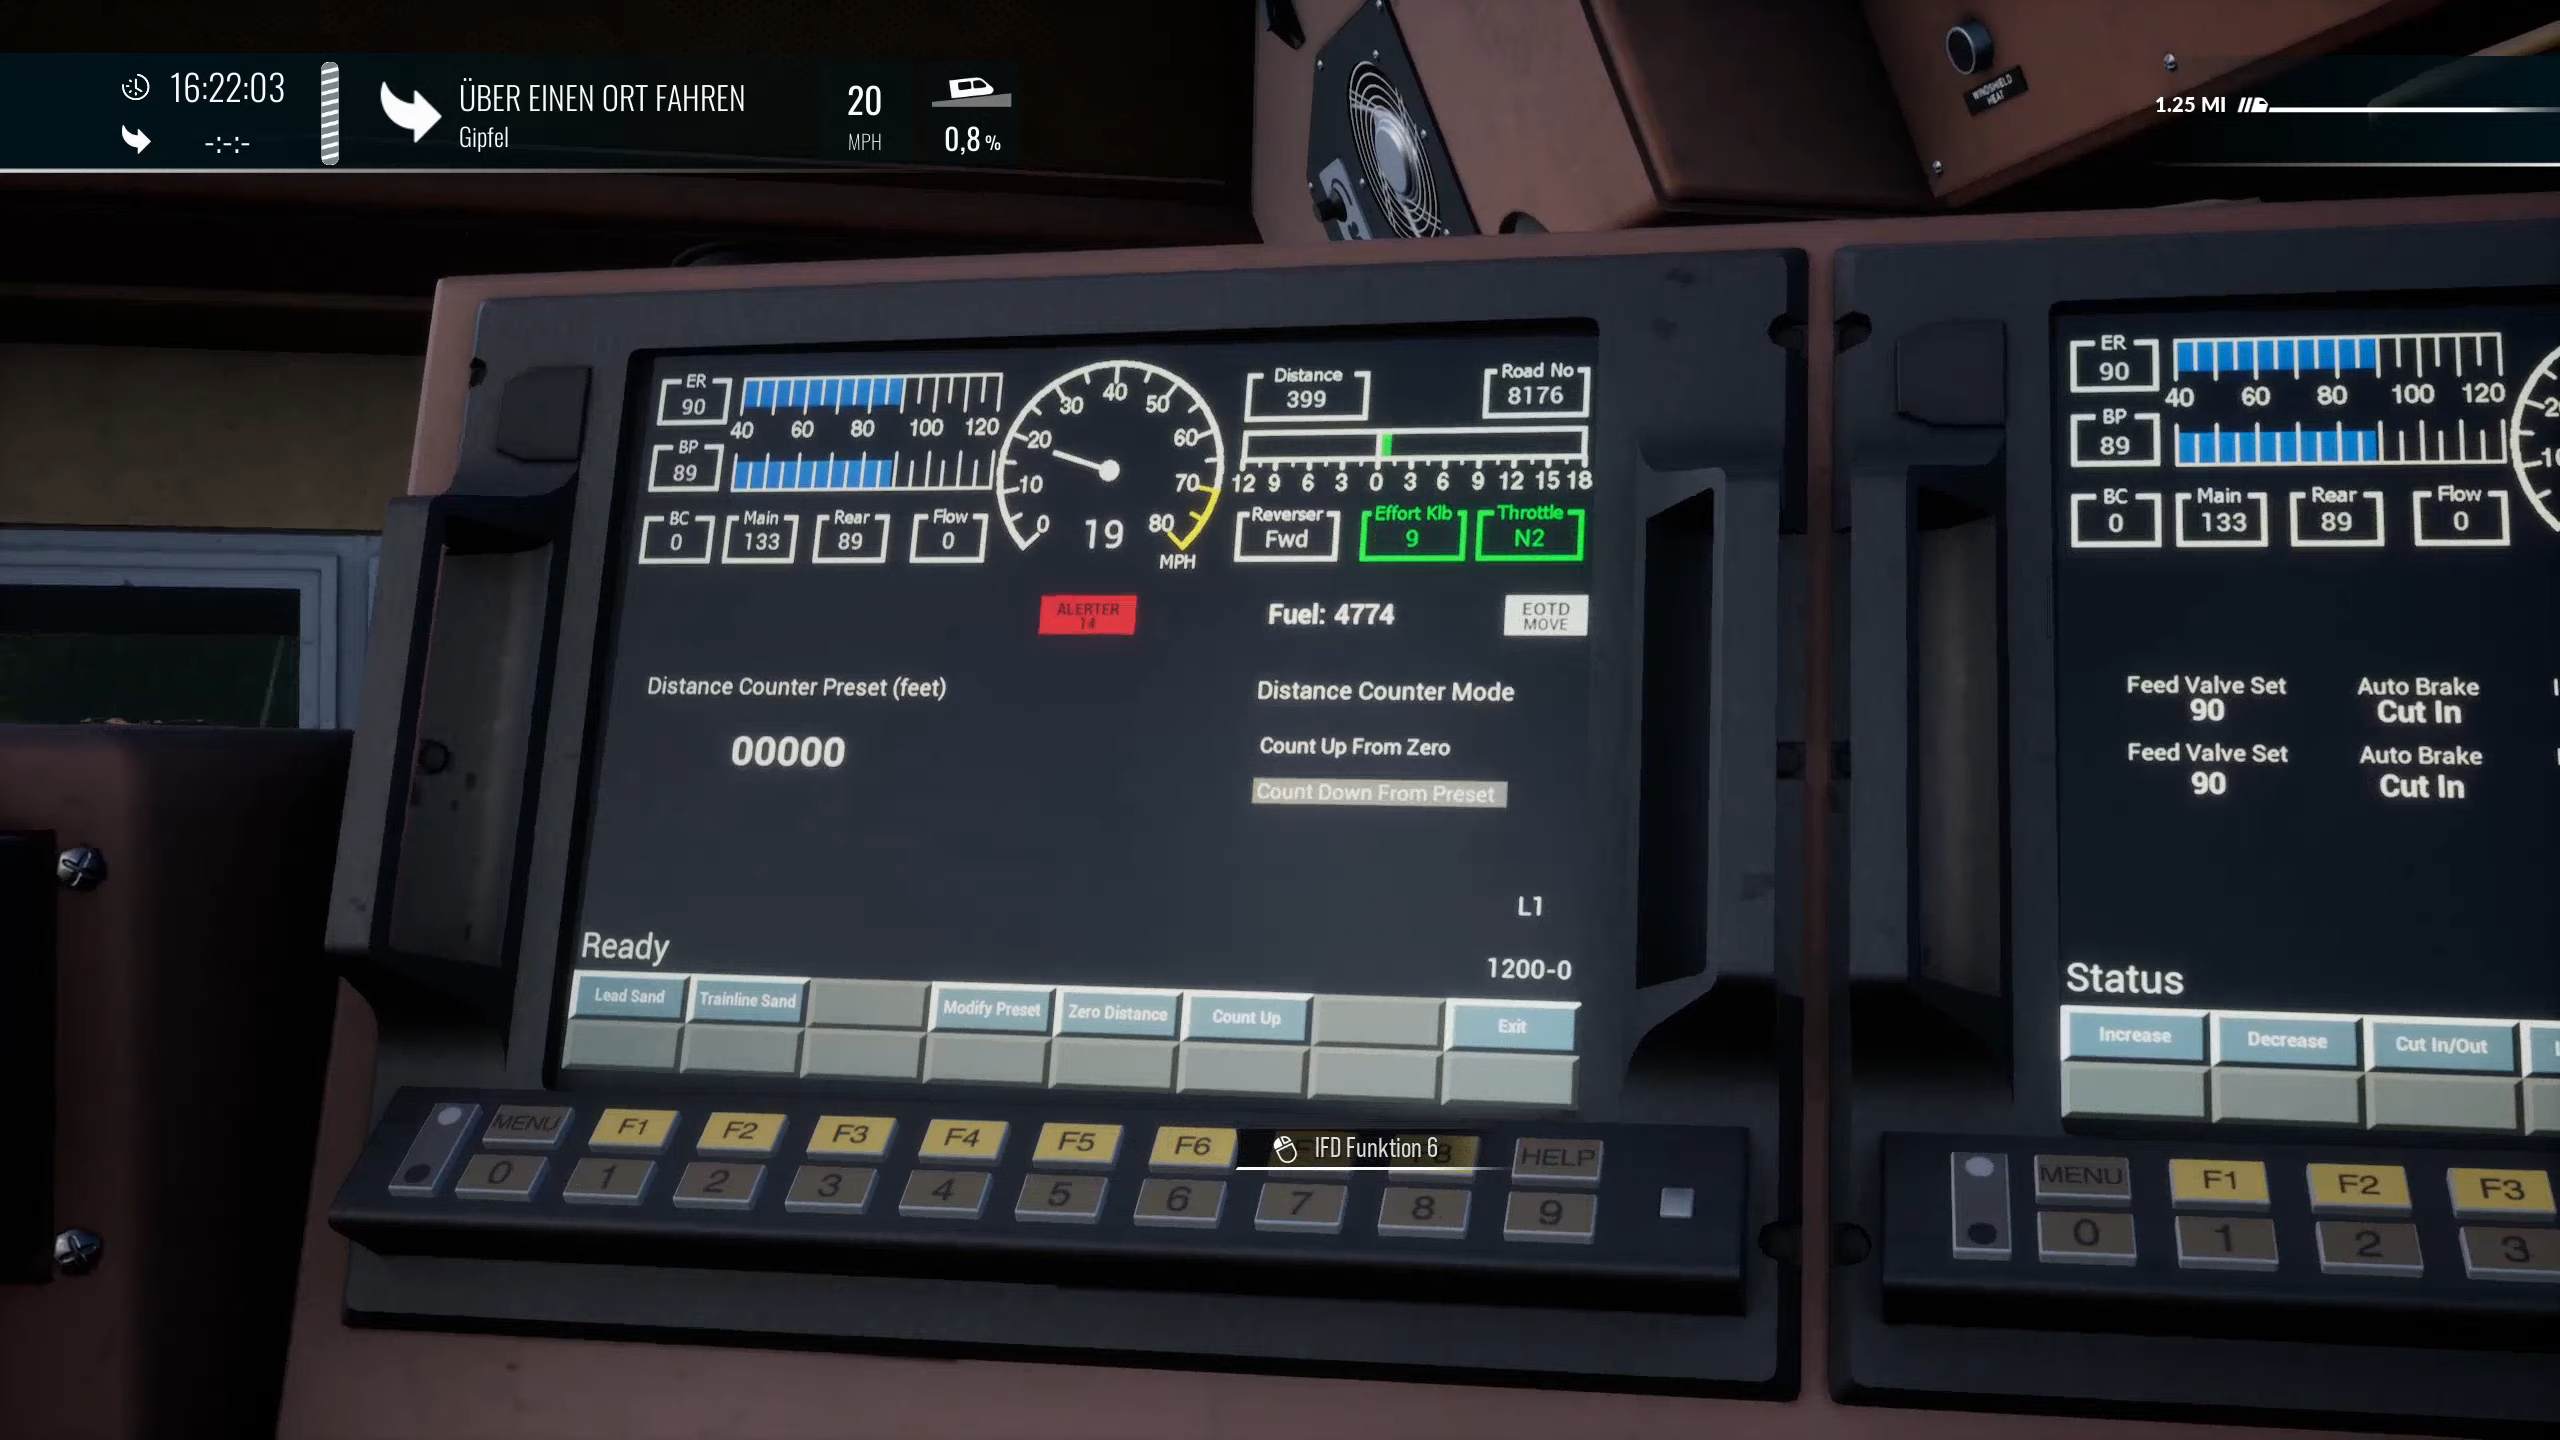 16:22:03
-:-:-
ÜBER EINEN ORT FAHREN
Gipfel
20
MPH
0,8 %
1.25 MI
WINDSHIELD
HEAT
ER
90
40 60 80 100 120
BP
89
BC
0
Main
133
Rear
89
Flow
0
0 10 20 30 40 50 60 70 80
19
MPH
Distance
399
Road No
8176
12 9 6 3 0 3 6 9 12 15 18
Reverser
Fwd
Effort Klb
9
Throttle
N2
ALERTER
Fuel: 4774
EOTD
MOVE
Distance Counter Preset (feet)
00000
Distance Counter Mode
Count Up From Zero
Count Down From Preset
L1
1200-0
Ready
Lead Sand
Trainline Sand
Modify Preset
Zero Distance
Count Up
Exit
MENU F1 F2 F3 F4 F5 F6
IFD Funktion 6
HELP
0 1 2 3 4 5 6 7 8 9
ER
90
40 60 80 100 120
BP
89
BC
0
Main
133
Rear
89
Flow
0
Feed Valve Set
90
Auto Brake
Cut In
Feed Valve Set
90
Auto Brake
Cut In
Status
Increase
Decrease
Cut In/Out
MENU F1 F2 F3
0 1 2 3